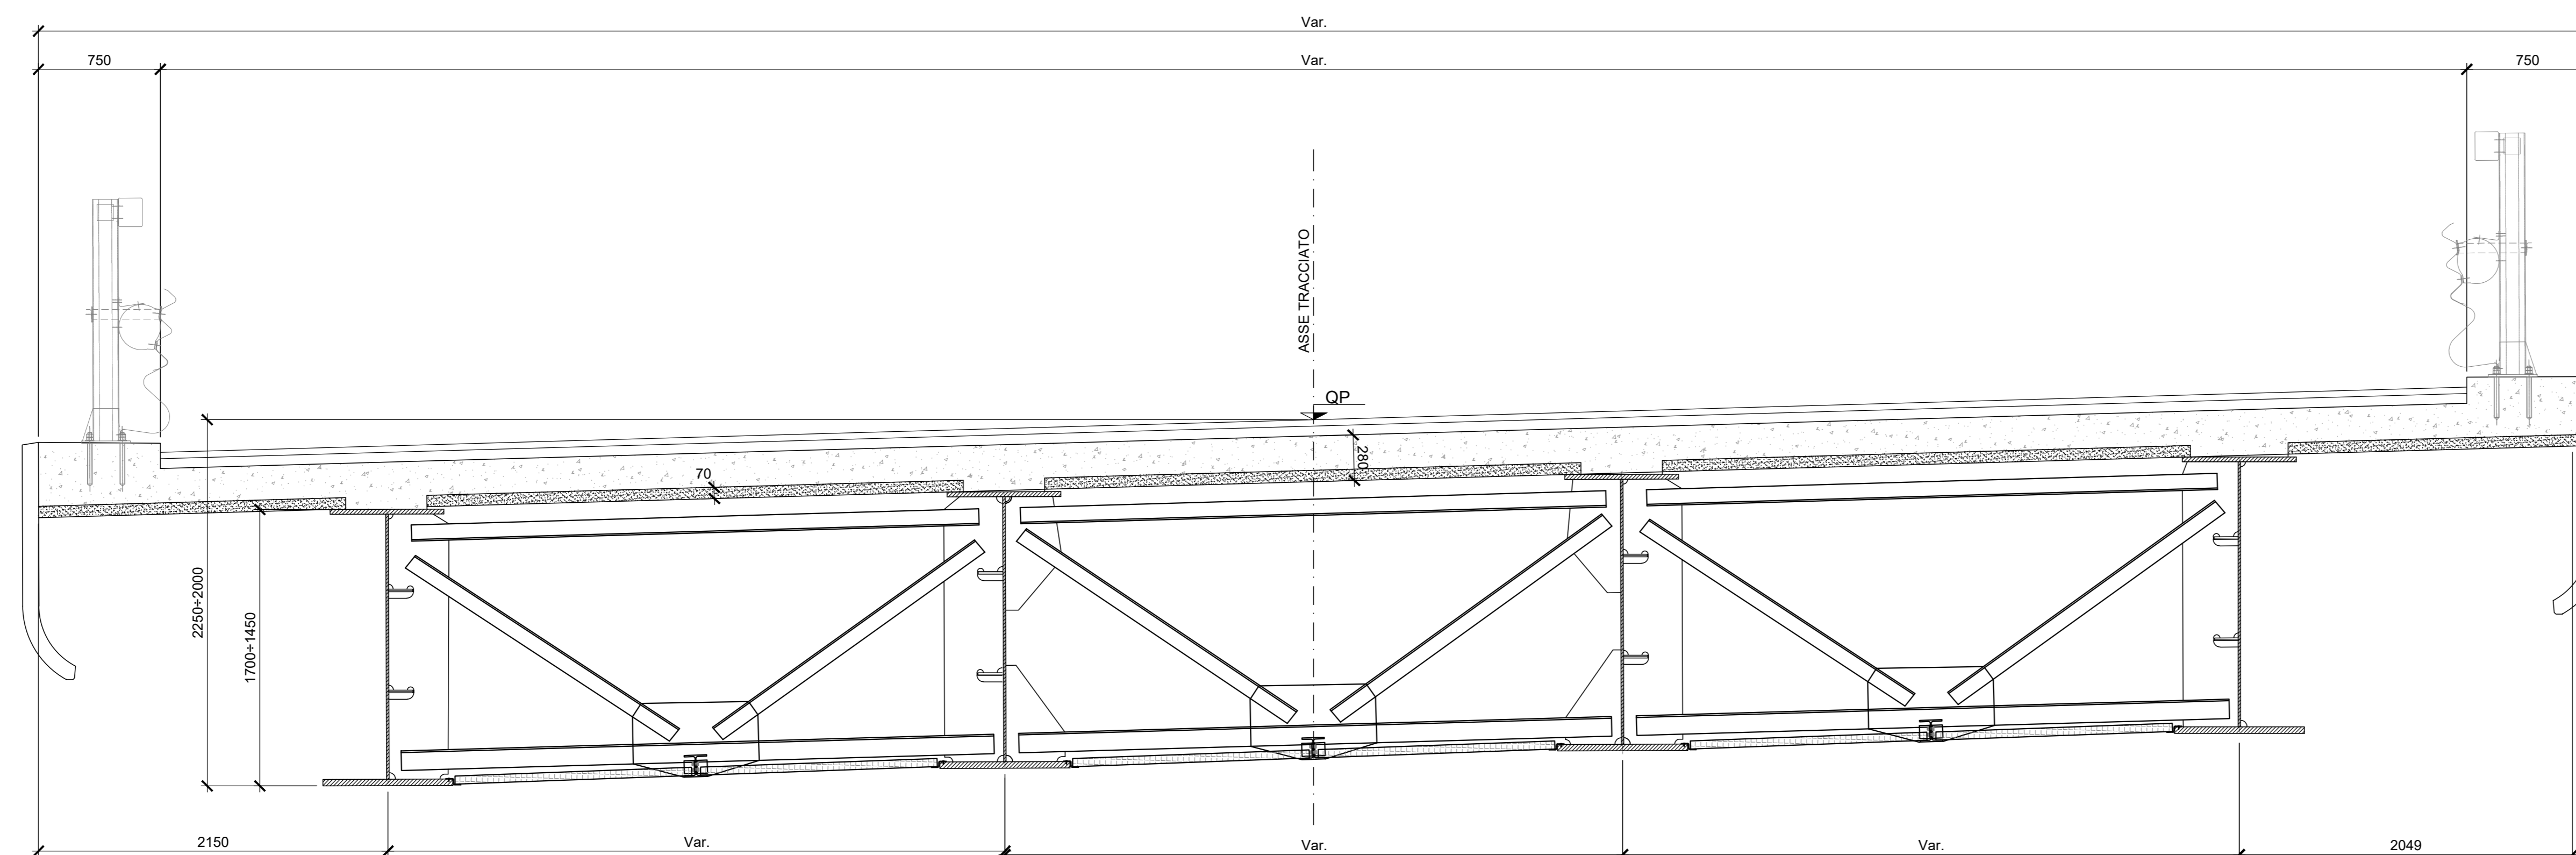 Var.
750
Var.
750
ASSE TRACCIATO
QP
280
70
2250÷2000
1700÷1450
2150
Var.
Var.
Var.
2049